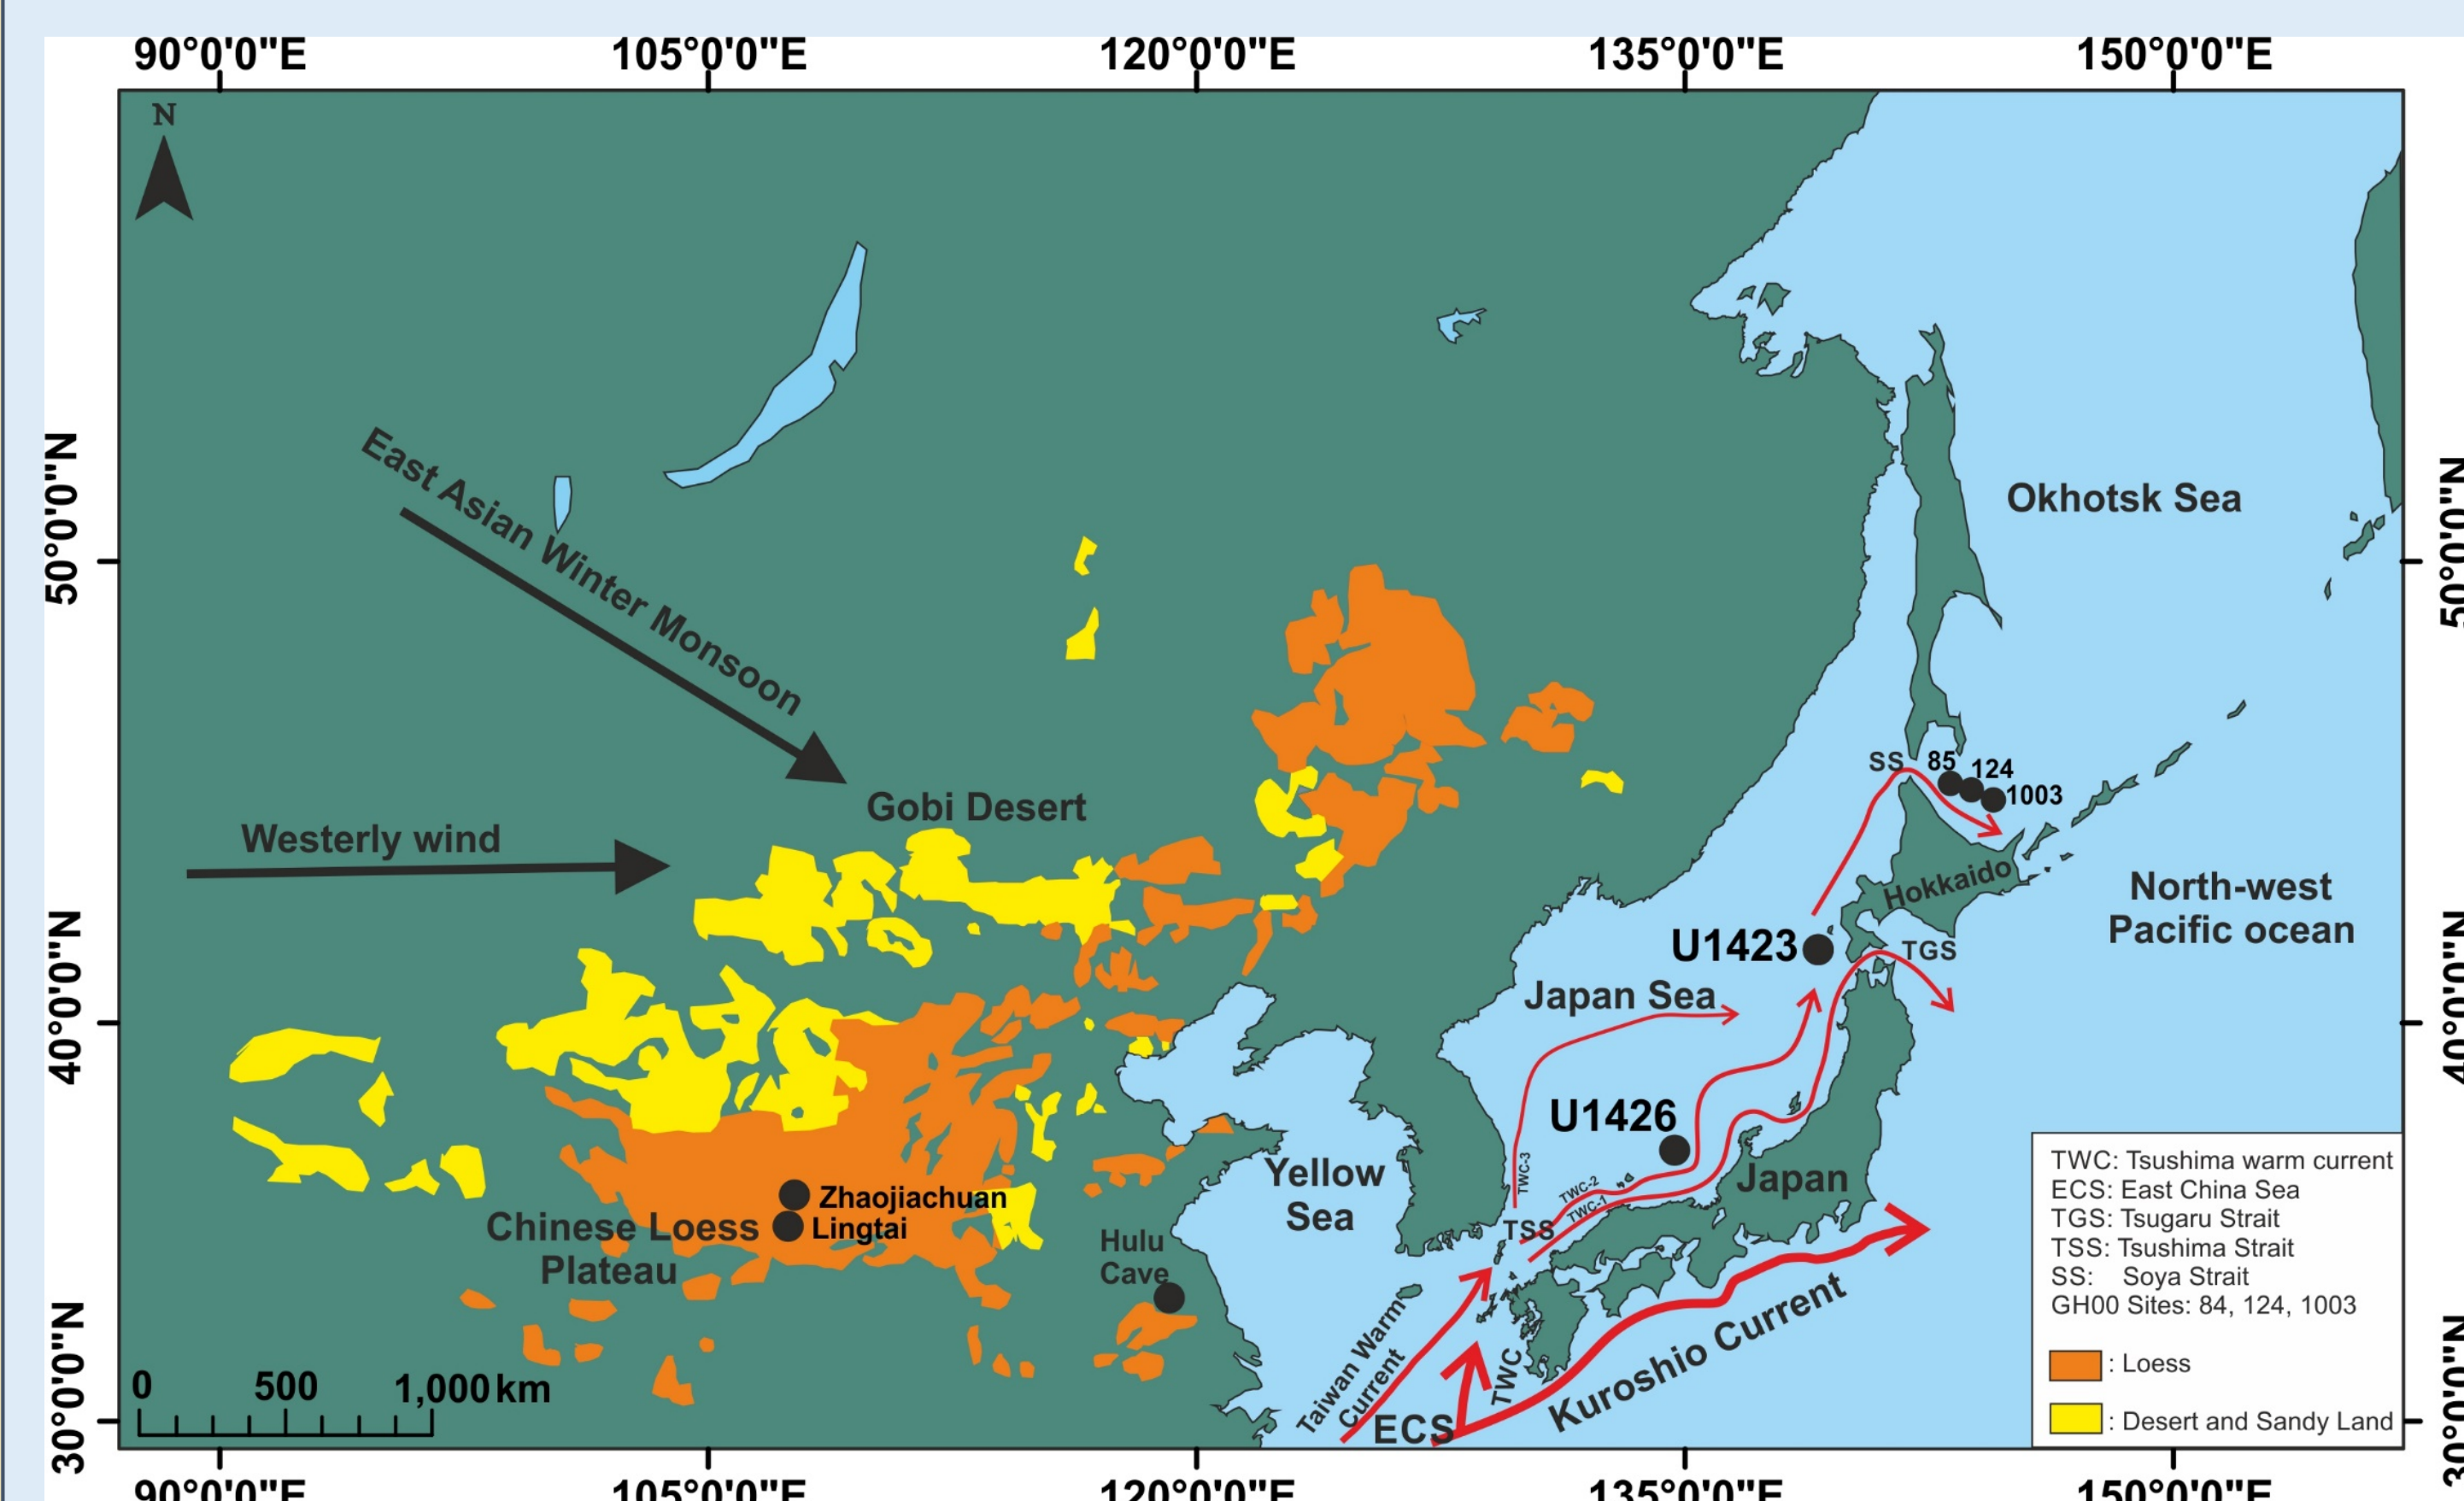 90°0'0"E
105°0'0"E
120°0'0"E
135°0'0"E
150°0'0"E
N
50°0'0"N
50°0'0"N
East Asian Winter Monsoon
Okhotsk Sea
SS
85
124
1003
Gobi Desert
Westerly wind
Hokkaido
North-west
Pacific ocean
40°0'0"N
40°0'0"N
U1423
TGS
Japan Sea
U1426
TWC-3
TWC-2
TWC-1
TSS
Japan
Yellow
Sea
Zhaojiachuan
Lingtai
Chinese Loess
Plateau
Hulu
Cave
Taiwan Warm
Current
TWC
ECS
Kuroshio Current
30°0'0"N
30°0'0"N
0 500 1,000 km
TWC: Tsushima warm current
ECS: East China Sea
TGS: Tsugaru Strait
TSS: Tsushima Strait
SS: Soya Strait
GH00 Sites: 84, 124, 1003
: Loess
: Desert and Sandy Land
90°0'0"E
105°0'0"E
120°0'0"E
135°0'0"E
150°0'0"E